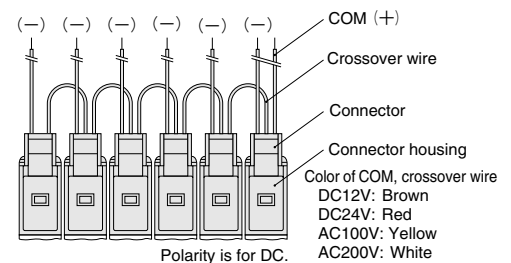 (—) (—) (—) (—) (—) (—)
COM (+)
Crossover wire
Connector
Connector housing
Color of COM, crossover wire
DC12V: Brown
DC24V: Red
AC100V: Yellow
AC200V: White
Polarity is for DC.